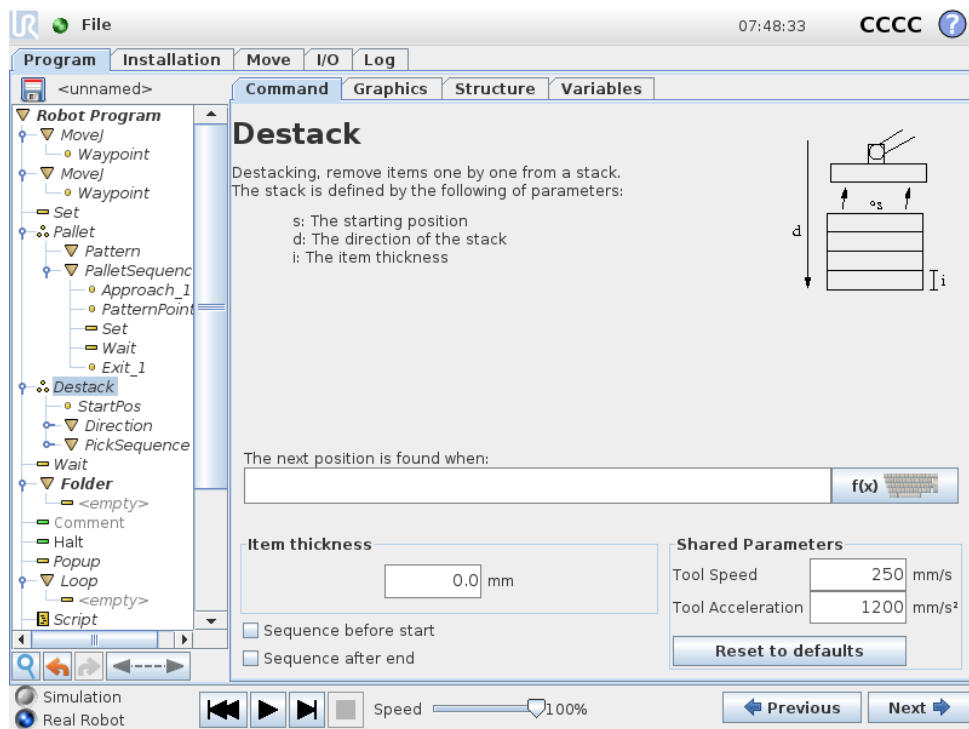 UR File 07:48:33 CCCC ?
Program Installation Move I/O Log
<unnamed>
Command Graphics Structure Variables
Robot Program
MoveJ
Waypoint
MoveJ
Waypoint
Set
Pallet
Pattern
PalletSequenc
Approach_1
PatternPoint
Set
Wait
Exit_1
Destack
StartPos
Direction
PickSequence
Wait
Folder
<empty>
Comment
Halt
Popup
Loop
<empty>
Script
Destack
Destacking, remove items one by one from a stack.
The stack is defined by the following of parameters:
s: The starting position
d: The direction of the stack
i: The item thickness
s
d
i
The next position is found when:
f(x)
Item thickness
0.0 mm
Sequence before start
Sequence after end
Shared Parameters
Tool Speed 250 mm/s
Tool Acceleration 1200 mm/s²
Reset to defaults
Simulation
Real Robot
Speed 100%
Previous Next